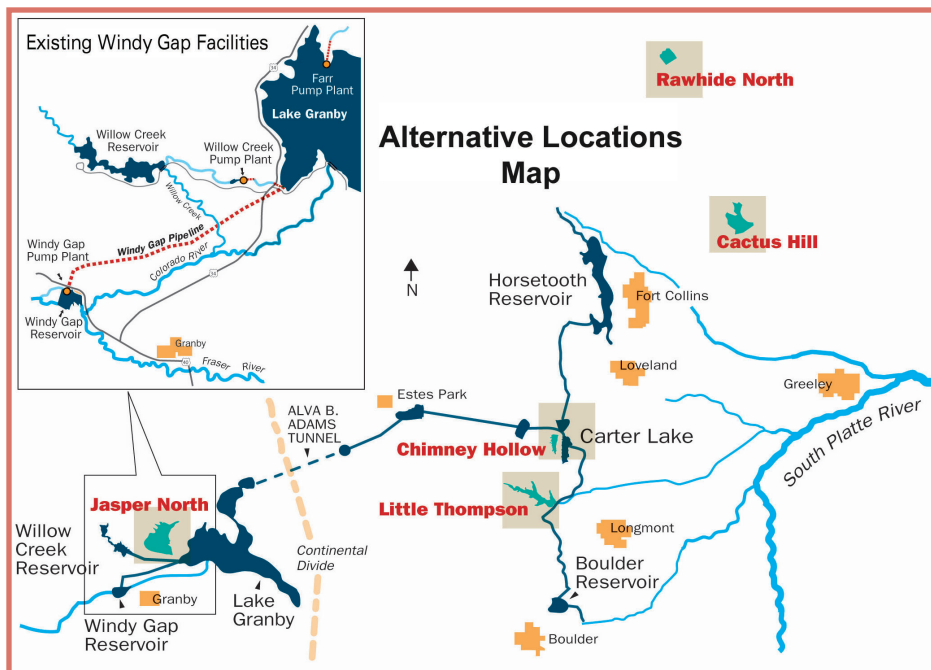 Existing Windy Gap Facilities
34
Farr
Pump Plant
Lake Granby
Willow Creek
Reservoir
Willow Creek
Pump Plant
Willow Creek
Windy Gap Pipeline
Colorado River
Windy Gap
Pump Plant
34
Windy Gap
Reservoir
Granby
40
Fraser River
Rawhide North
Alternative Locations
Map
Cactus Hill
N
Horsetooth
Reservoir
Fort Collins
Loveland
Greeley
Estes Park
ALVA B.
ADAMS
TUNNEL
Chimney Hollow
Carter Lake
South Platte River
Jasper North
Little Thompson
Willow
Creek
Reservoir
Longmont
Continental
Divide
Boulder
Reservoir
Granby
Lake
Granby
Windy Gap
Reservoir
Boulder